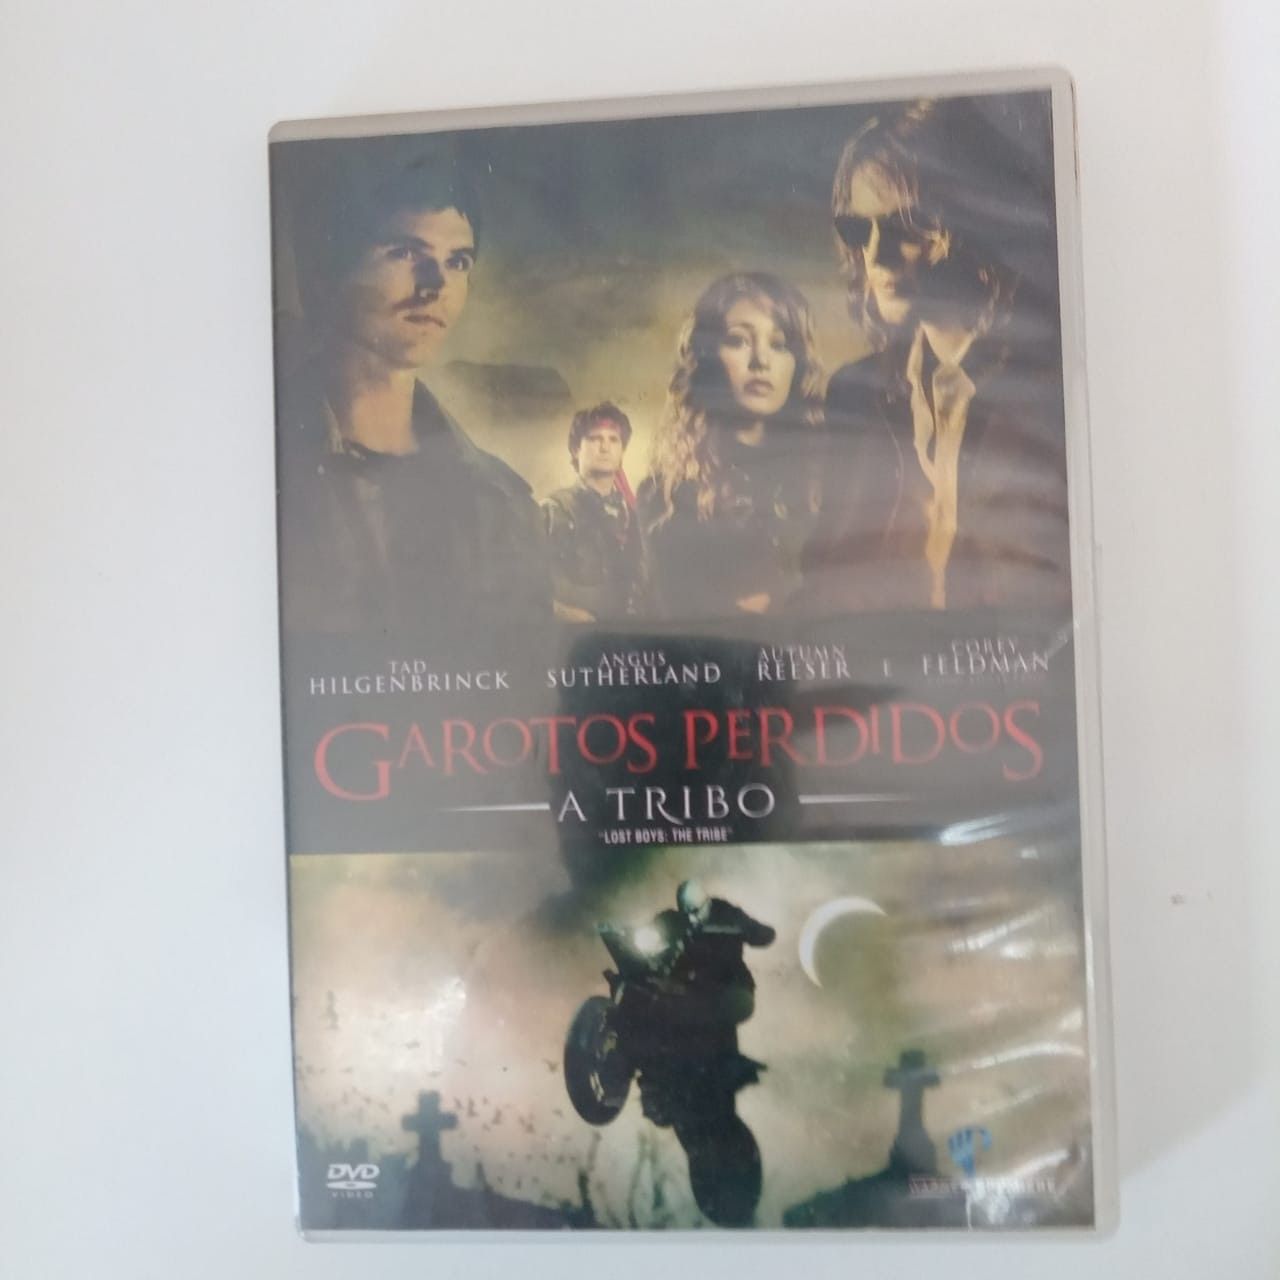 TAD ANGUS AUTUMN COREY
HILGENBRINCK SUTHERLAND REESER E FELDMAN
GAROTOS PERDIDOS
A TRIBO
"LOST BOYS: THE TRIBE"
DVD
VIDEO